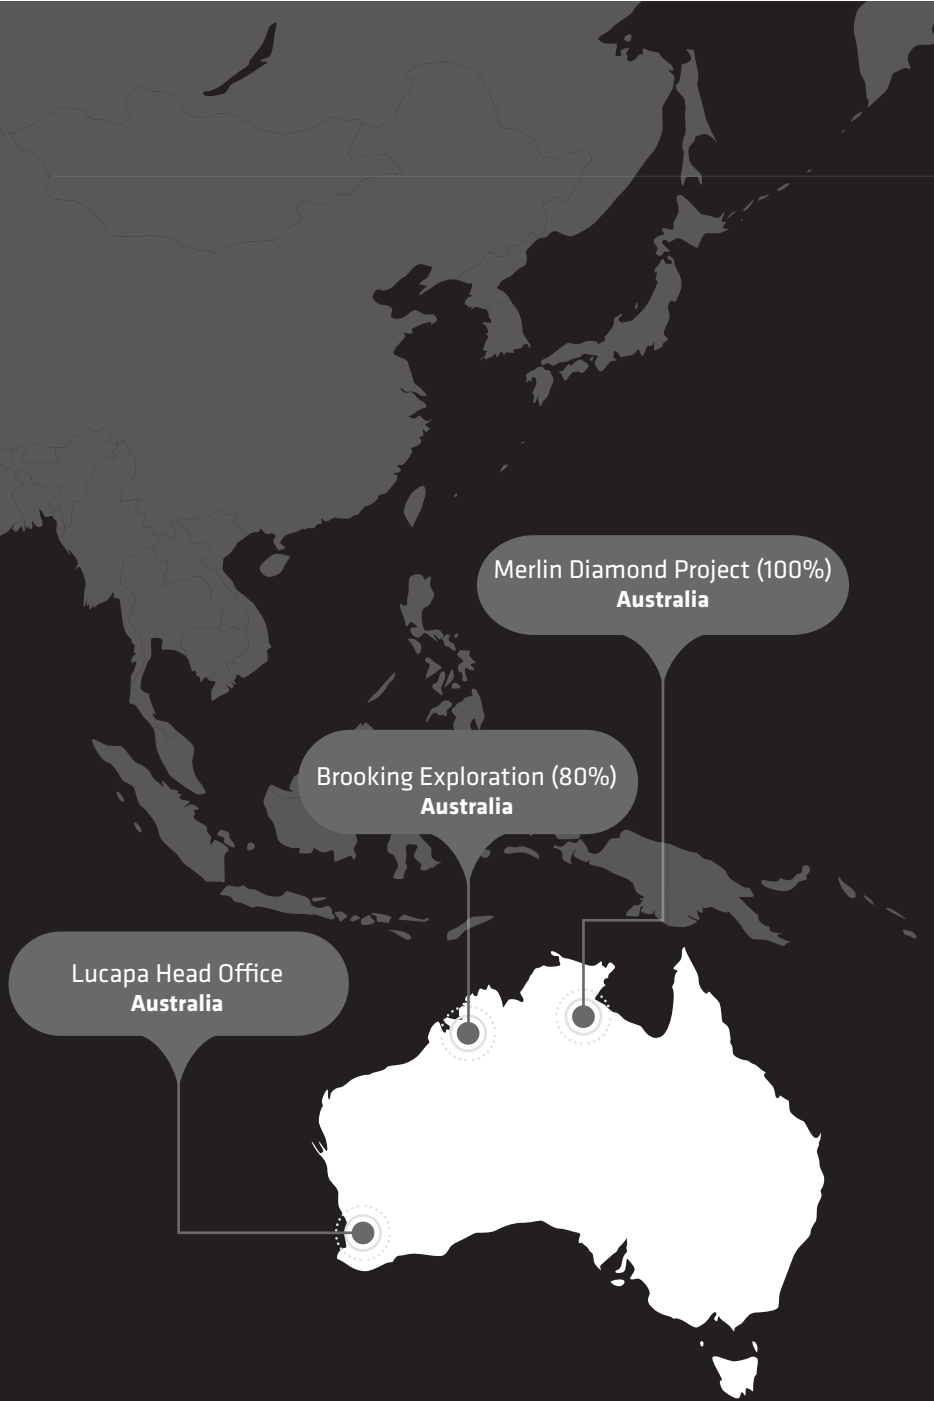 Merlin Diamond Project (100%)
Australia
Brooking Exploration (80%)
Australia
Lucapa Head Office
Australia